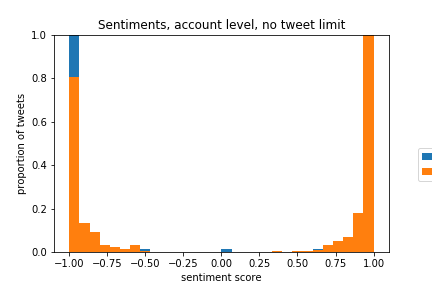 Sentiments, account level, no tweet limit
1.0
0.8
0.6
0.4
0.2
0.0
proportion of tweets
−1.00 −0.75 −0.50 −0.25 0.00 0.25 0.50 0.75 1.00
sentiment score